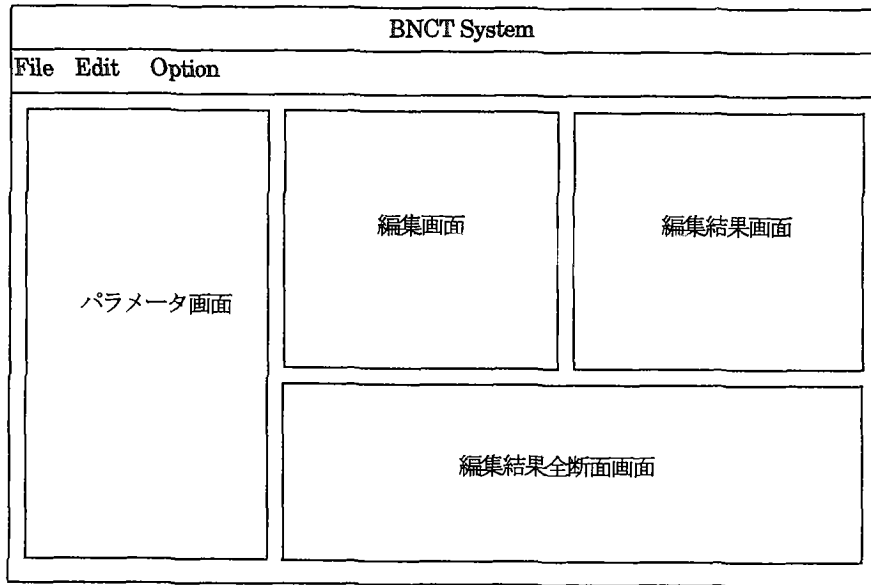 BNCT System
File Edit Option
パラメータ画面
編集画面
編集結果画面
編集結果全断面画面